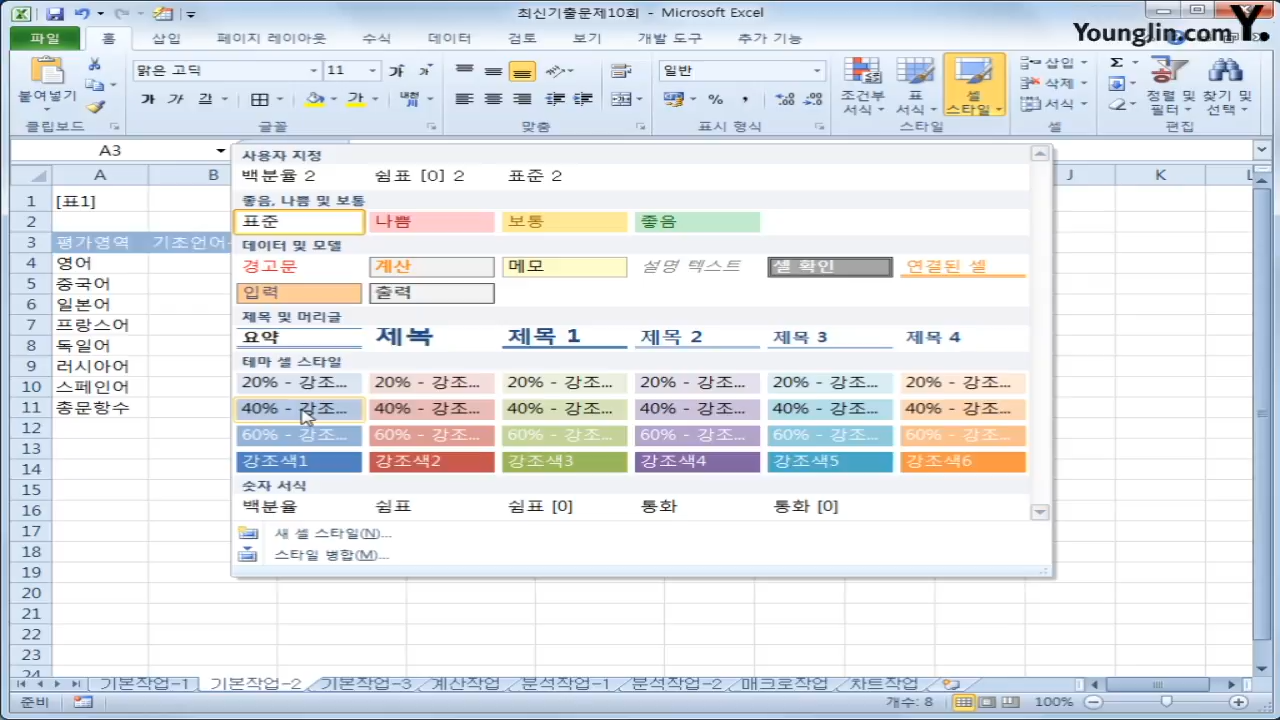 최신기출문제10회 - Microsoft Excel
Younglin.com Y.
파일 홈 삽입 페이지 레이아웃 수식 데이터 검토 보기 개발 도구 추가 기능
붙여넣기
맑은 고딕 11 가 가
가 가 가
일반
% ,
조건부 서식 표 서식 셀 스타일
삽입
삭제
서식
Σ
정렬 및 필터 찾기 및 선택
클립보드 글꼴 맞춤 표시 형식 스타일 셀 편집
A3
A B J K L
1 [표1]
2
3 평가영역 기초언어
4 영어
5 중국어
6 일본어
7 프랑스어
8 독일어
9 러시아어
10 스페인어
11 총문항수
12
13
14
15
16
17
18
19
20
21
22
23
24
사용자 지정
백분율 2 쉼표 [0] 2 표준 2
좋음, 나쁨 및 보통
표준 나쁨 보통 좋음
데이터 및 모델
경고문 계산 메모 설명 텍스트 셀 확인 연결된 셀
입력 출력
제목 및 머리글
요약 제목 제목 1 제목 2 제목 3 제목 4
테마 셀 스타일
20% - 강조... 20% - 강조... 20% - 강조... 20% - 강조... 20% - 강조... 20% - 강조...
40% - 강조... 40% - 강조... 40% - 강조... 40% - 강조... 40% - 강조... 40% - 강조...
60% - 강조... 60% - 강조... 60% - 강조... 60% - 강조... 60% - 강조... 60% - 강조...
강조색1 강조색2 강조색3 강조색4 강조색5 강조색6
숫자 서식
백분율 쉼표 쉼표 [0] 통화 통화 [0]
새 셀 스타일(N)...
스타일 병합(M)...
기본작업-1 기본작업-2 기본작업-3 계산작업 분석작업-1 분석작업-2 매크로작업 차트작업
준비 개수: 8 100%